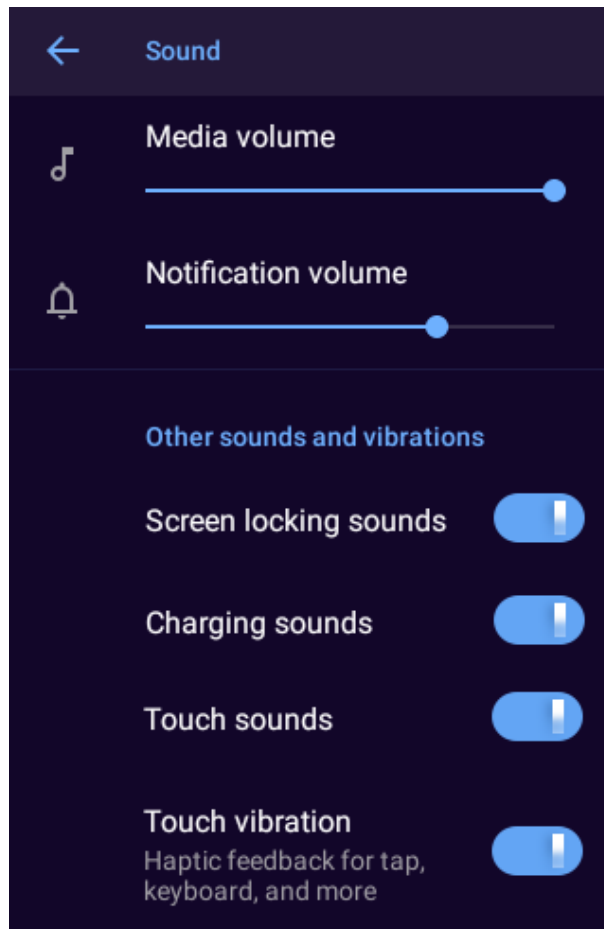 Sound
Media volume
Notification volume
Other sounds and vibrations
Screen locking sounds
Charging sounds
Touch sounds
Touch vibration
Haptic feedback for tap,
keyboard, and more